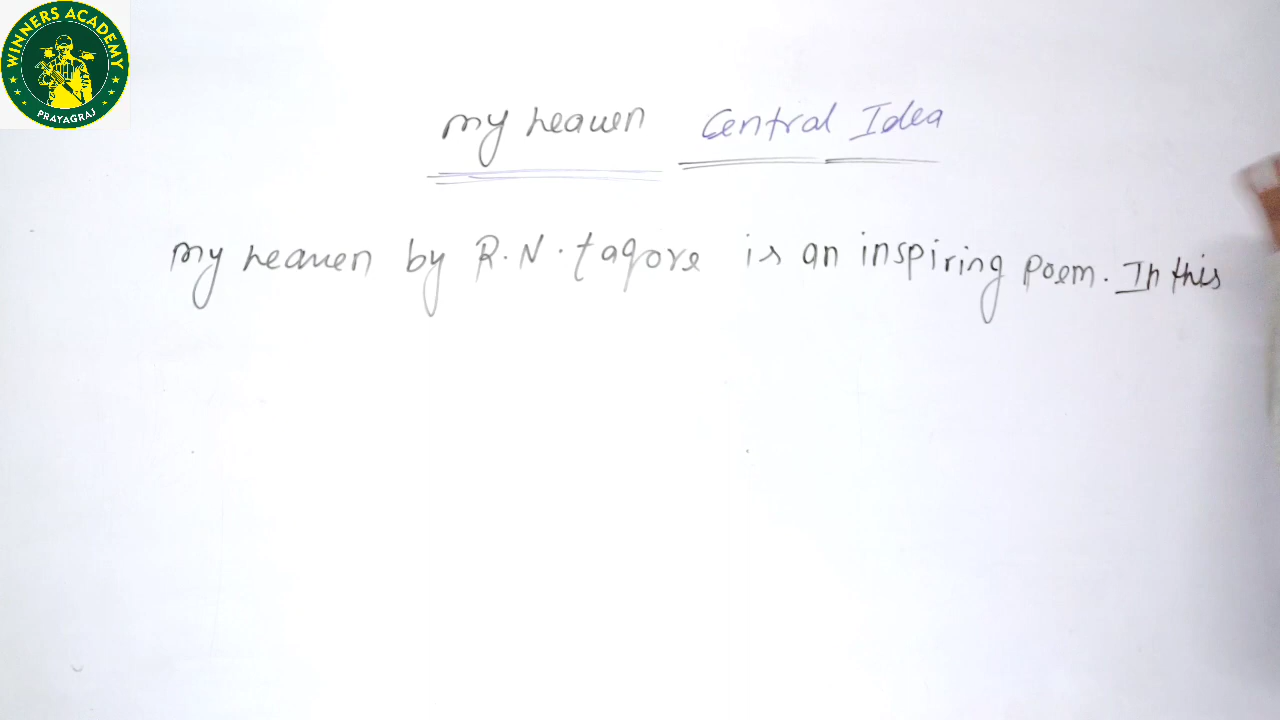 WINNERS ACADEMY
PRAYAGRAJ
my heaven Central Idea
my heaven by R.N. tagore is an inspiring poem. In this